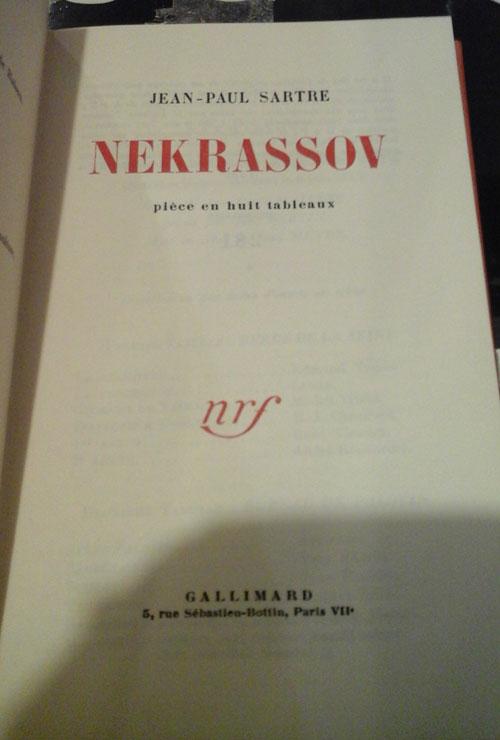 JEAN-PAUL SARTRE
NEKRASSOV
pièce en huit tableaux
nrf
GALLIMARD
5, rue Sébastien-Bottin, Paris VIIᵉ